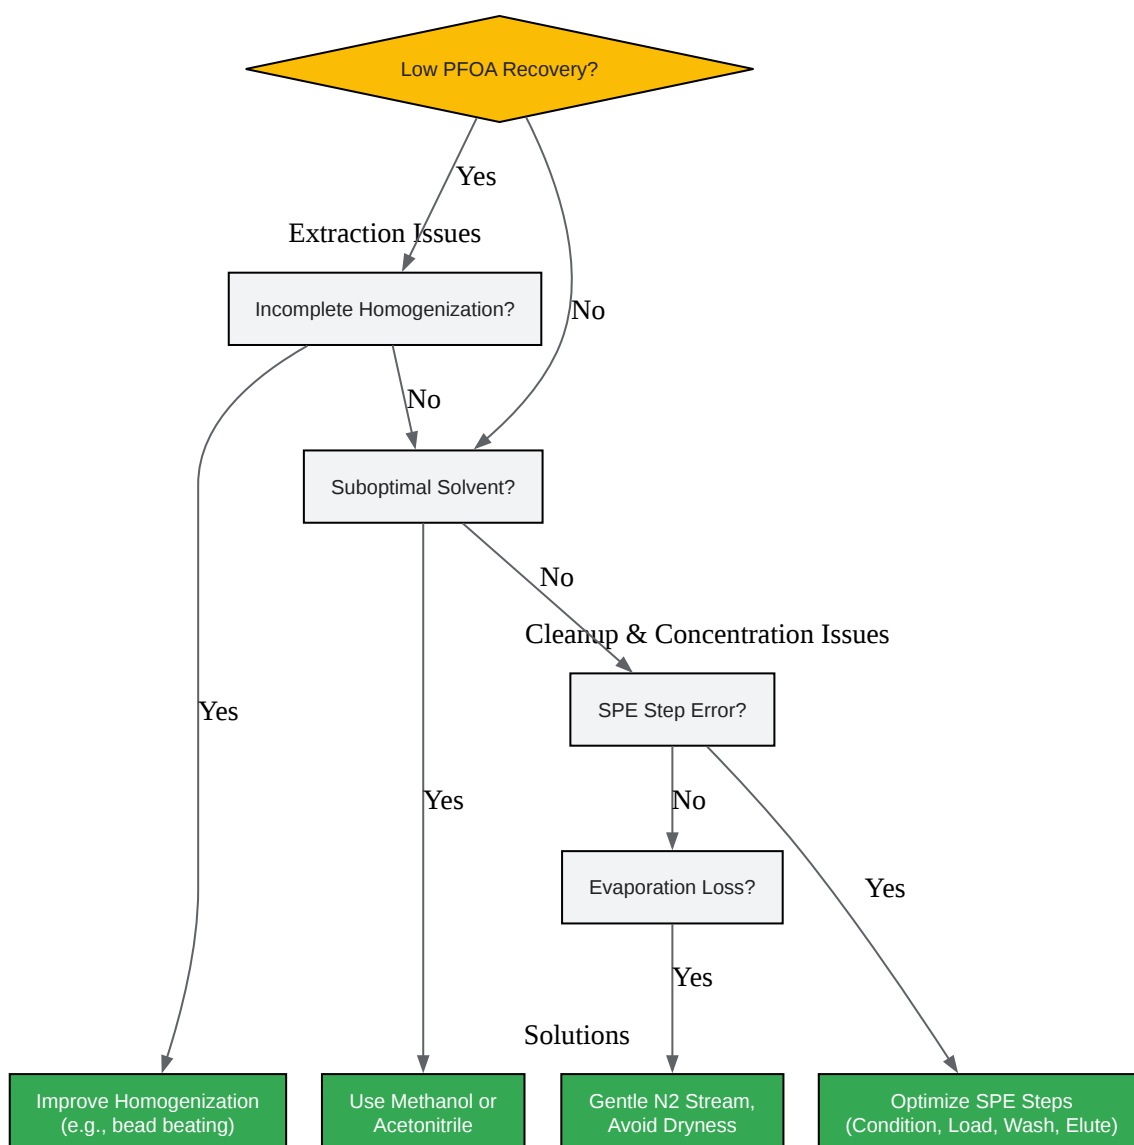 Low PFOA Recovery?
Yes
Extraction Issues
Incomplete Homogenization?
No
No
Suboptimal Solvent?
No
Cleanup & Concentration Issues
SPE Step Error?
Yes
Yes
No
Evaporation Loss?
Yes
Yes
Solutions
Improve Homogenization
(e.g., bead beating)
Use Methanol or
Acetonitrile
Gentle N2 Stream,
Avoid Dryness
Optimize SPE Steps
(Condition, Load, Wash, Elute)